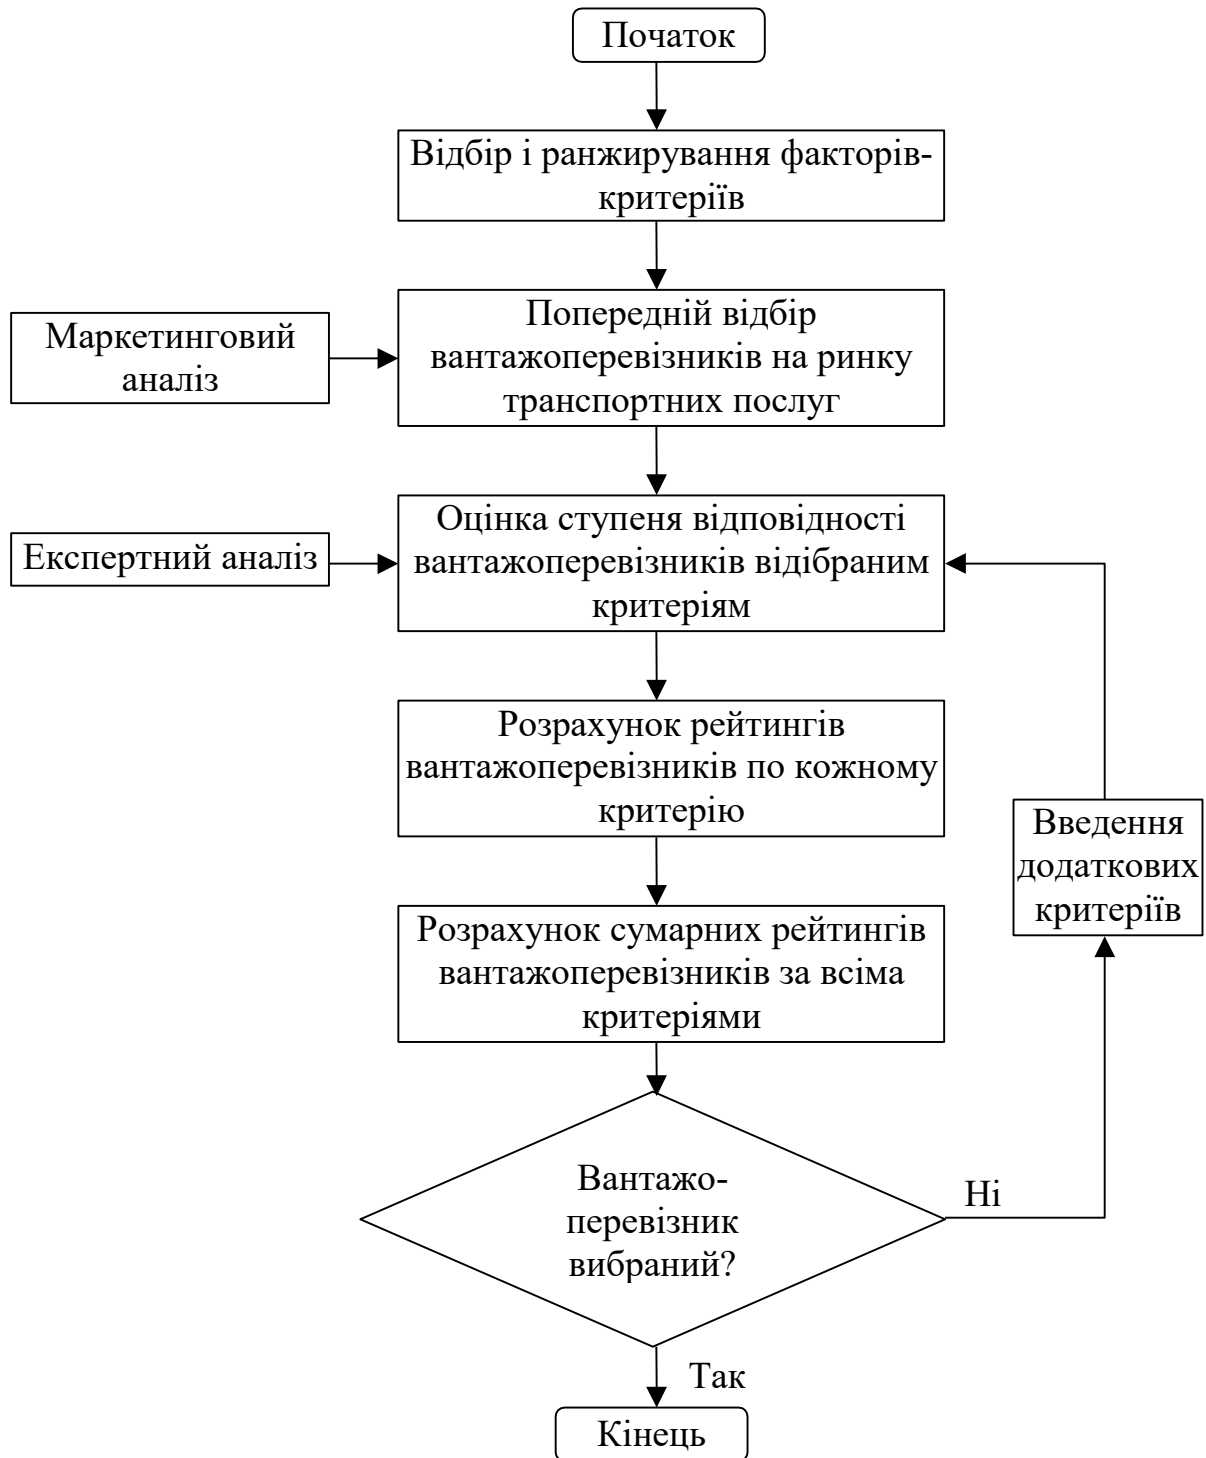 Початок
Відбір і ранжирування факторів-
критеріїв
Маркетинговий
аналіз
Попередній відбір
вантажоперевізників на ринку
транспортних послуг
Експертний аналіз
Оцінка ступеня відповідності
вантажоперевізників відібраним
критеріям
Розрахунок рейтингів
вантажоперевізників по кожному
критерію
Введення
додаткових
критеріїв
Розрахунок сумарних рейтингів
вантажоперевізників за всіма
критеріями
Вантажо-
перевізник
вибраний?
Ні
Так
Кінець